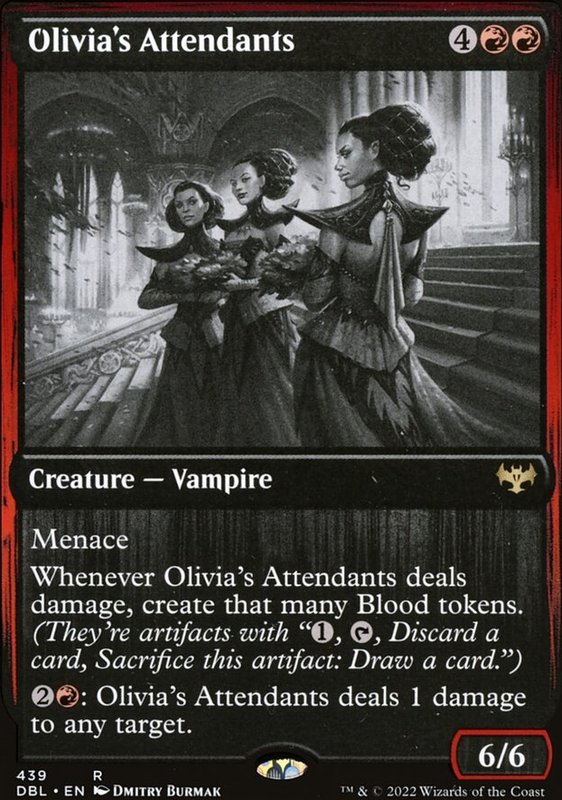 Olivia's Attendants 4
Creature — Vampire
Menace
Whenever Olivia's Attendants deals
damage, create that many Blood tokens.
(They're artifacts with “1, , Discard a
card, Sacrifice this artifact: Draw a card.”)
2: Olivia's Attendants deals 1 damage
to any target.
6/6
439 R
DBL • EN Dmitry Burmak ™ & © 2022 Wizards of the Coast